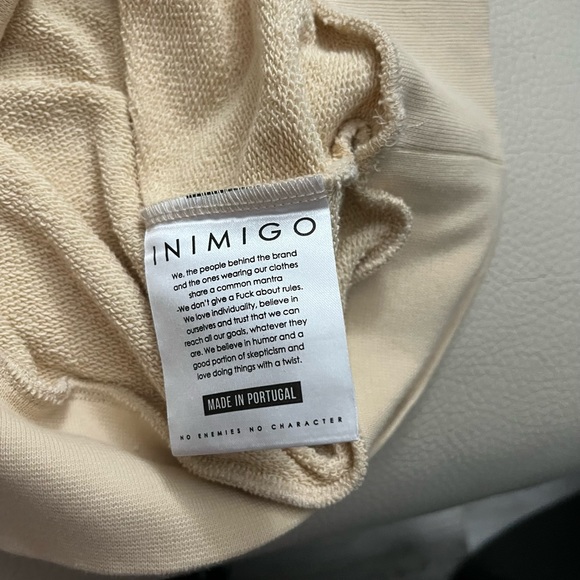 INIMIGO
We, the people behind the brand
and the ones wearing our clothes
share a common mantra
-We don't give a Fuck about rules.
We love individuality, believe in
ourselves and trust that we can
reach all our goals, whatever they
are. We believe in humor and a
good portion of skepticism and
love doing things with a twist.
MADE IN PORTUGAL
NO ENEMIES NO CHARACTER